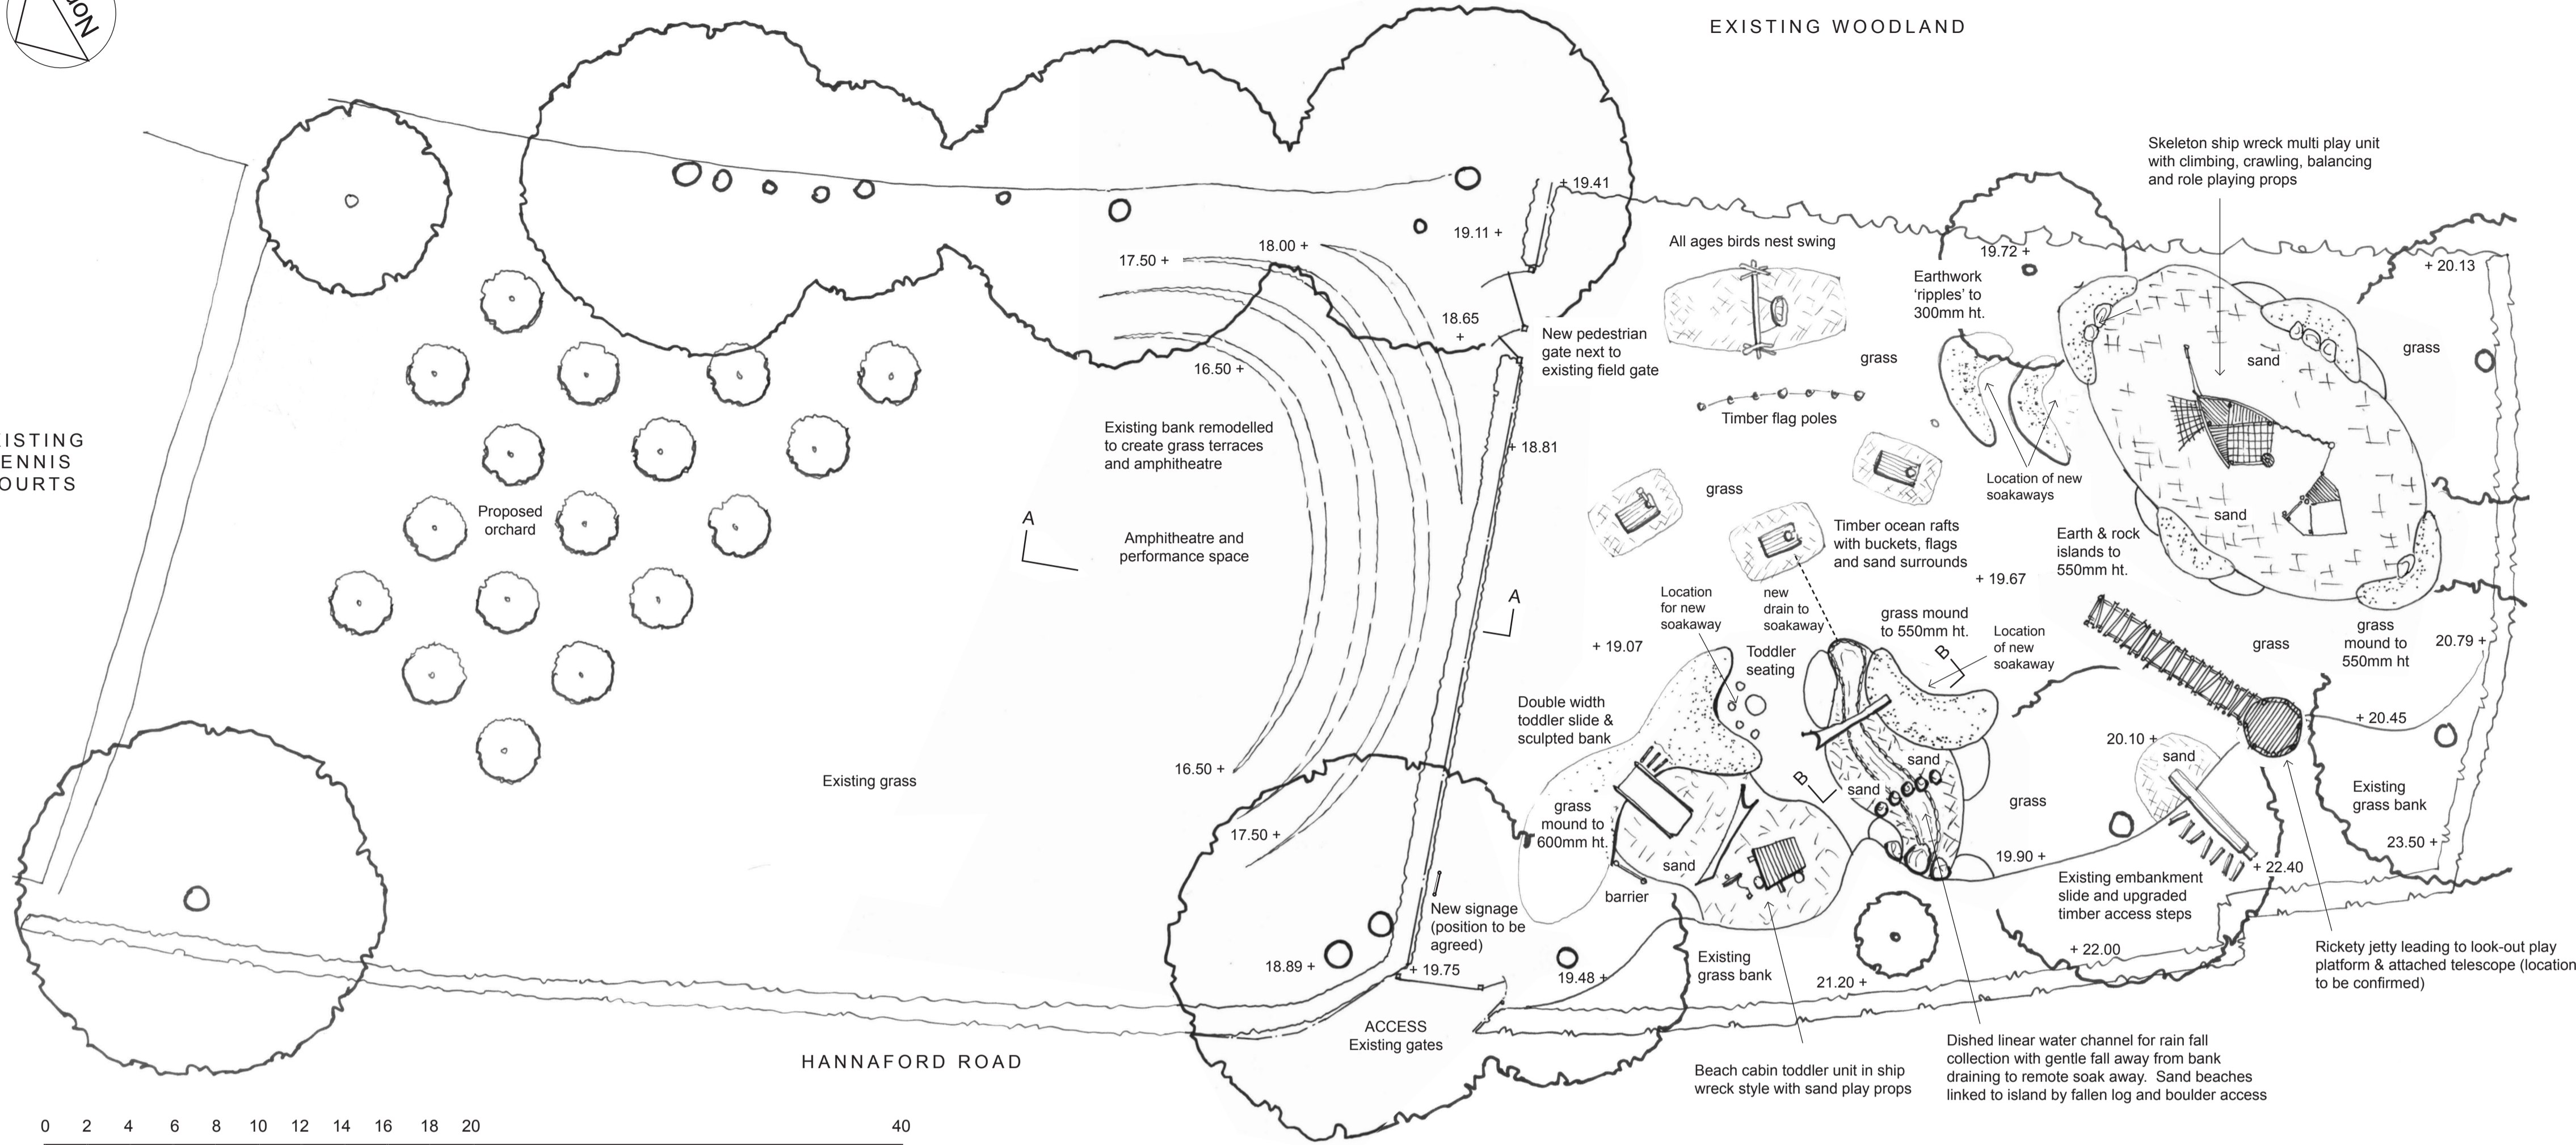 Nor
EXISTING WOODLAND
Skeleton ship wreck multi play unit
with climbing, crawling, balancing
and role playing props
+ 19.41
19.11 +
18.00 +
17.50 +
All ages birds nest swing
19.72 +
+ 20.13
Earthwork
‘ripples’ to
300mm ht.
18.65
+
New pedestrian
gate next to
existing field gate
grass
sand
grass
16.50 +
Timber flag poles
Existing bank remodelled
to create grass terraces
and amphitheatre
+ 18.81
ISTING
ENNIS
OURTS
Location of new
soakaways
grass
sand
Proposed
orchard
A
Amphitheatre and
performance space
Timber ocean rafts
with buckets, flags
and sand surrounds
Earth & rock
islands to
550mm ht.
+ 19.67
A
Location
for new
soakaway
new
drain to
soakaway
grass mound
to 550mm ht.
Location
of new
soakaway
B
grass
grass
mound to
550mm ht
20.79 +
+ 19.07
Toddler
seating
Double width
toddler slide &
sculpted bank
+ 20.45
20.10 +
sand
16.50 +
Existing grass
sand
B
sand
grass
Existing
grass bank
grass
mound to
600mm ht.
17.50 +
23.50 +
sand
19.90 +
+ 22.40
Existing embankment
slide and upgraded
timber access steps
barrier
New signage
(position to be
agreed)
+ 22.00
Rickety jetty leading to look-out play
platform & attached telescope (location
to be confirmed)
18.89 +
+ 19.75
19.48 +
Existing
grass bank
21.20 +
ACCESS
Existing gates
HANNAFORD ROAD
Beach cabin toddler unit in ship
wreck style with sand play props
Dished linear water channel for rain fall
collection with gentle fall away from bank
draining to remote soak away. Sand beaches
linked to island by fallen log and boulder access
0 2 4 6 8 10 12 14 16 18 20 40